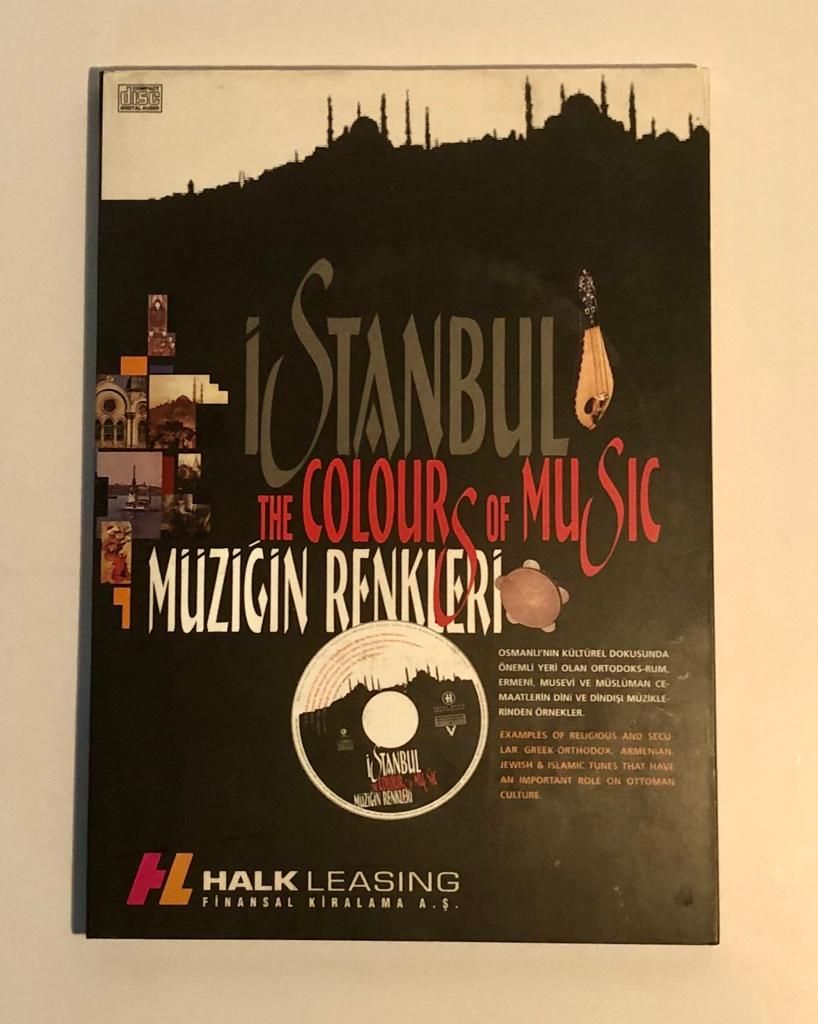 COMPACT
disc
DIGITAL AUDIO
İSTANBUL
THE COLOURS OF MUSIC
MÜZİĞİN RENKLERİ
OSMANLI'NIN KÜLTÜREL DOKUSUNDA
ÖNEMLİ YERİ OLAN ORTODOKS-RUM,
ERMENİ, MUSEVİ VE MÜSLÜMAN CE-
MAATLERİN DİNİ VE DİNDIŞI MÜZİKLE-
RİNDEN ÖRNEKLER.
EXAMPLES OF RELIGIOUS AND SECU-
LAR GREEK-ORTHODOX, ARMENIAN,
JEWISH & ISLAMIC TUNES THAT HAVE
AN IMPORTANT ROLE ON OTTOMAN
CULTURE.
İSTANBUL
THE COLOURS OF MUSIC
MÜZİĞİN RENKLERİ
HALK LEASING
FİNANSAL KİRALAMA A.Ş.